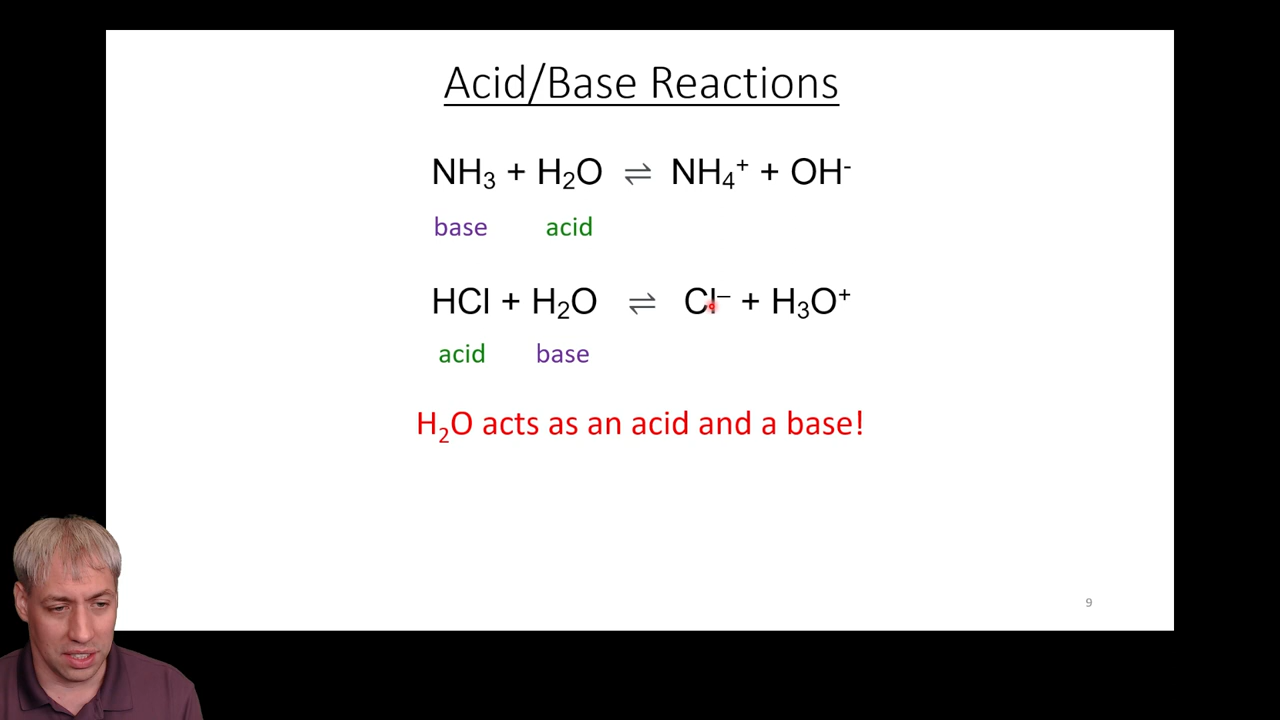 Acid/Base Reactions
NH₃ + H₂O ⇌ NH₄⁺ + OH⁻
base acid
HCl + H₂O ⇌ Cl⁻ + H₃O⁺
acid base
H₂O acts as an acid and a base!
9